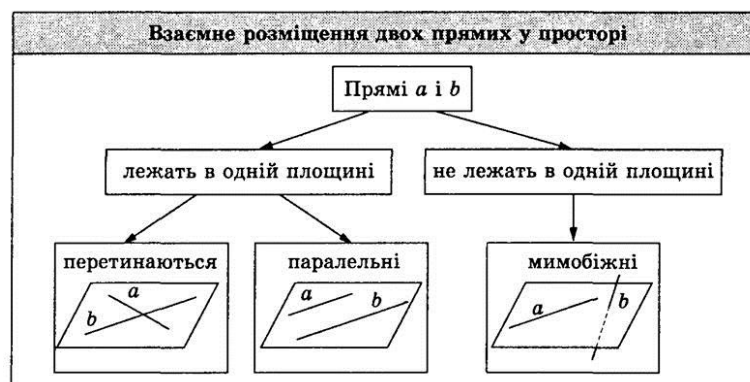 Взаємне розміщення двох прямих у просторі
Прямі a і b
лежать в одній площині
не лежать в одній площині
перетинаються
паралельні
мимобіжні
a
b
a
b
a
b